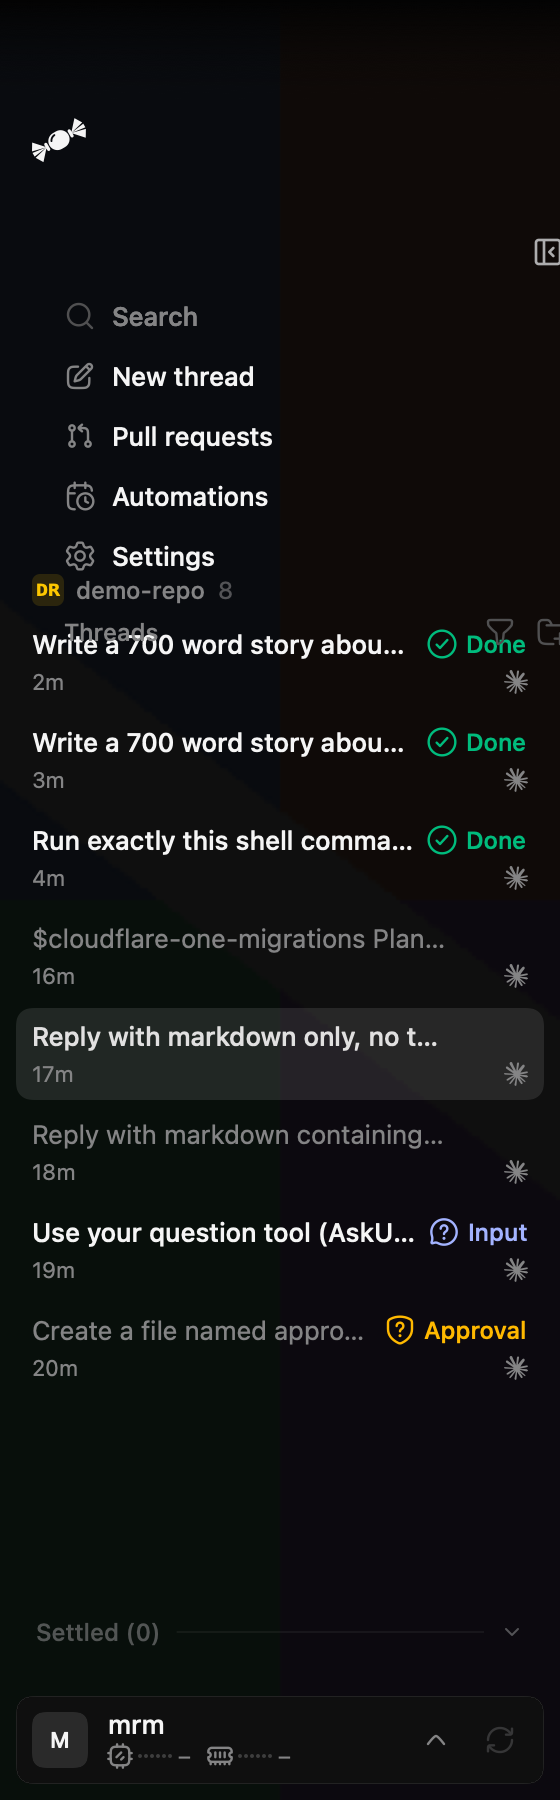 Search
New thread
Pull requests
Automations
Settings
DR demo-repo 8
Threads
Write a 700 word story abou... Done
2m
Write a 700 word story abou... Done
3m
Run exactly this shell comma... Done
4m
$cloudflare-one-migrations Plan...
16m
Reply with markdown only, no t...
17m
Reply with markdown containing...
18m
Use your question tool (AskU... Input
19m
Create a file named appro... Approval
20m
Settled (0)
M mrm
– –